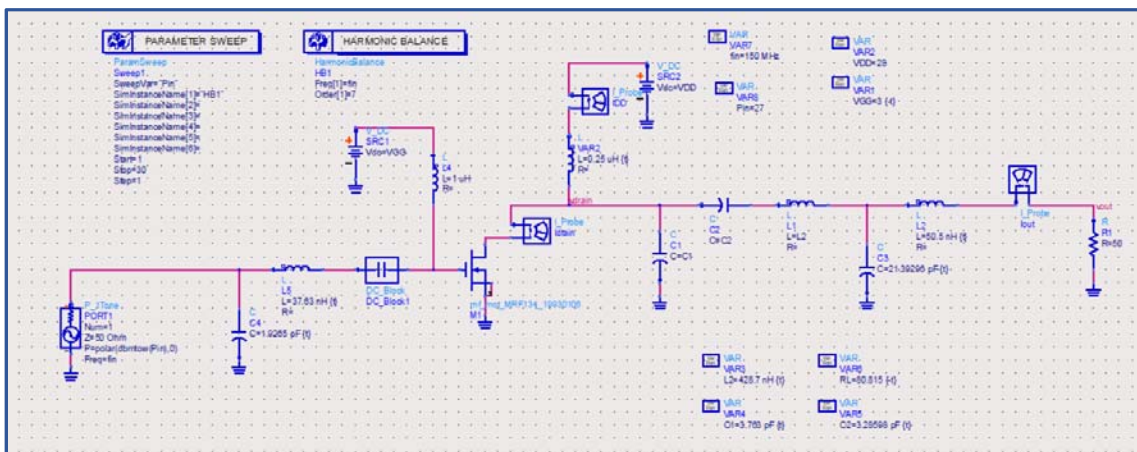 PARAMETER SWEEP
ParamSweep
Sweep1
SweepVar="Pin"
SimInstanceName[1]="HB1"
SimInstanceName[2]=
SimInstanceName[3]=
SimInstanceName[4]=
SimInstanceName[5]=
SimInstanceName[6]=
Start=1
Stop=30
Step=1
HARMONIC BALANCE
HarmonicBalance
HB1
Freq[1]=fin
Order[1]=7
V_DC
SRC1
Vdc=VGG
L
L4
L=1 uH
R=
V_DC
SRC2
Vdc=VDD
I_Probe
IDD
L
VAR2
L=0.25 uH {t}
R=
VAR
VAR7
fin=150 MHz
VAR
Pin=27
VAR
VAR2
VDD=28
VAR
VAR1
VGG=3 {-t}
vdrain
I_Probe
Idrain
P_1Tone
PORT1
Num=1
Z=50 Ohm
P=polar(dbmtow(Pin),0)
Freq=fin
C
C4
C=1.9265 pF {t}
L
L5
L=37.63 nH {t}
R=
DC_Block
DC_Block1
M1
C
C1
C=C1
C
C2
C=C2
L
L1
L=L2
R=
C
C3
C=21.39296 pF {t}
L
L2
L=50.5 nH {t}
R=
I_Probe
Iout
vout
R
R1
R=50
VAR
VAR3
L2=428.7 nH {t}
VAR
VAR6
RL=80.815 {-t}
VAR
VAR4
C1=3.763 pF {t}
VAR
VAR5
C2=3.28598 pF {t}